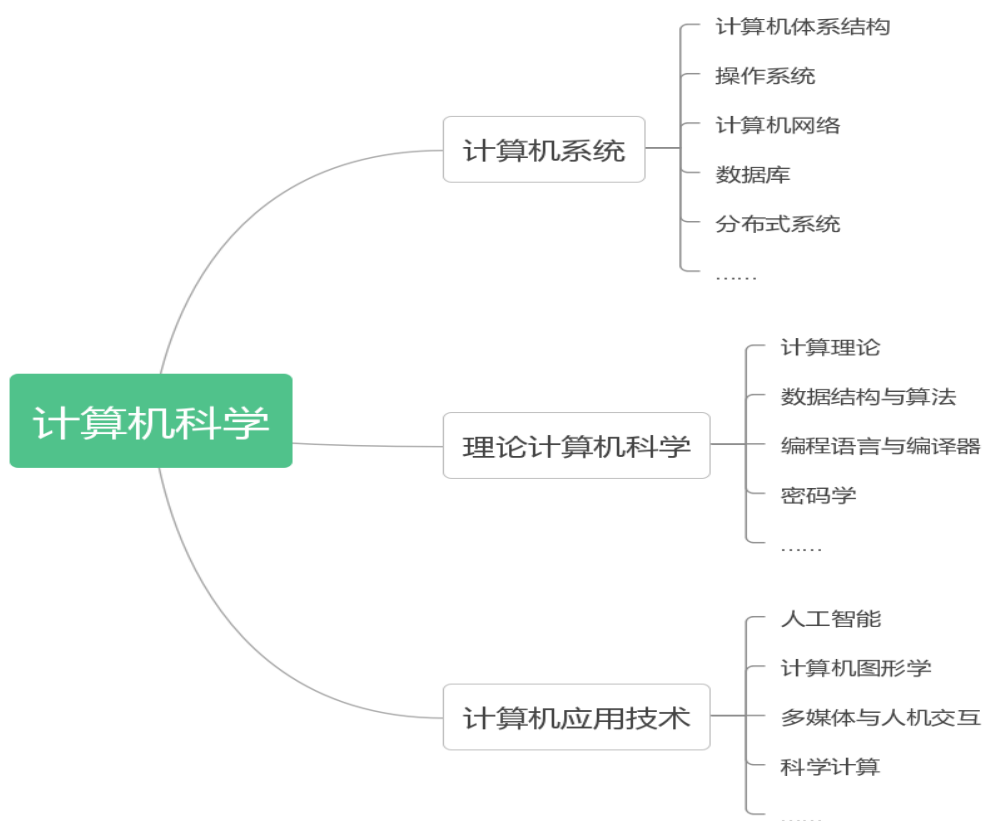 计算机科学
计算机系统
计算机体系结构
操作系统
计算机网络
数据库
分布式系统
……
理论计算机科学
计算理论
数据结构与算法
编程语言与编译器
密码学
……
计算机应用技术
人工智能
计算机图形学
多媒体与人机交互
科学计算
……